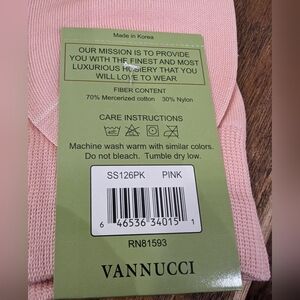 Made in Korea
OUR MISSION IS TO PROVIDE
YOU WITH THE FINEST AND MOST
LUXURIOUS HOSIERY THAT YOU
WILL LOVE TO WEAR
FIBER CONTENT
70% Mercerized cotton 30% Nylon
CARE INSTRUCTIONS
Machine wash warm with similar colors.
Do not bleach. Tumble dry low.
SS126PK PINK
6 46536 34015 1
RN81593
VANNUCCI